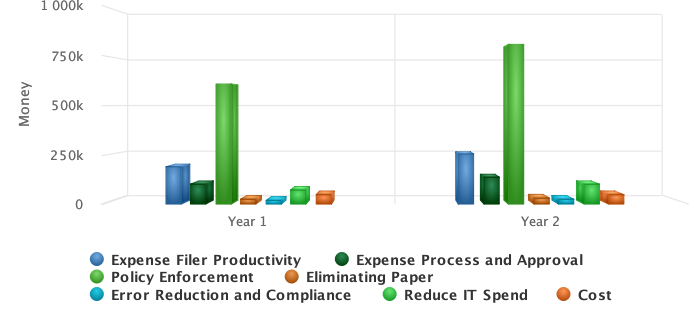 1 000k
750k
Money
500k
250k
0
Year 1 Year 2
Expense Filer Productivity Expense Process and Approval
Policy Enforcement Eliminating Paper
Error Reduction and Compliance Reduce IT Spend Cost